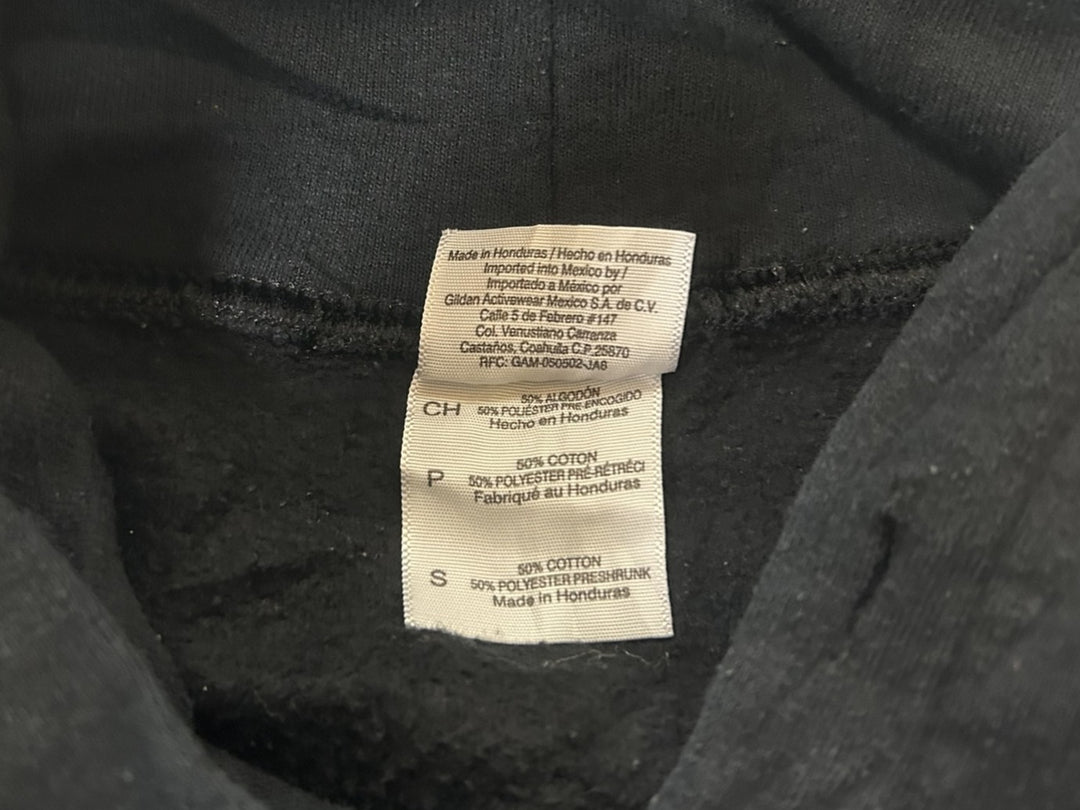 Made in Honduras / Hecho en Honduras
Imported into Mexico by /
Importado a México por
Gildan Activewear Mexico S.A. de C.V.
Calle 5 de Febrero #147
Col. Venustiano Carranza
Castaños, Coahuila C.P. 25870
RFC: GAM-050502-JA6
CH
50% ALGODÓN
50% POLIÉSTER PRE-ENCOGIDO
Hecho en Honduras
P
50% COTON
50% POLYESTER PRÉ-RÉTRÉCI
Fabriqué au Honduras
S
50% COTTON
50% POLYESTER PRESHRUNK
Made in Honduras